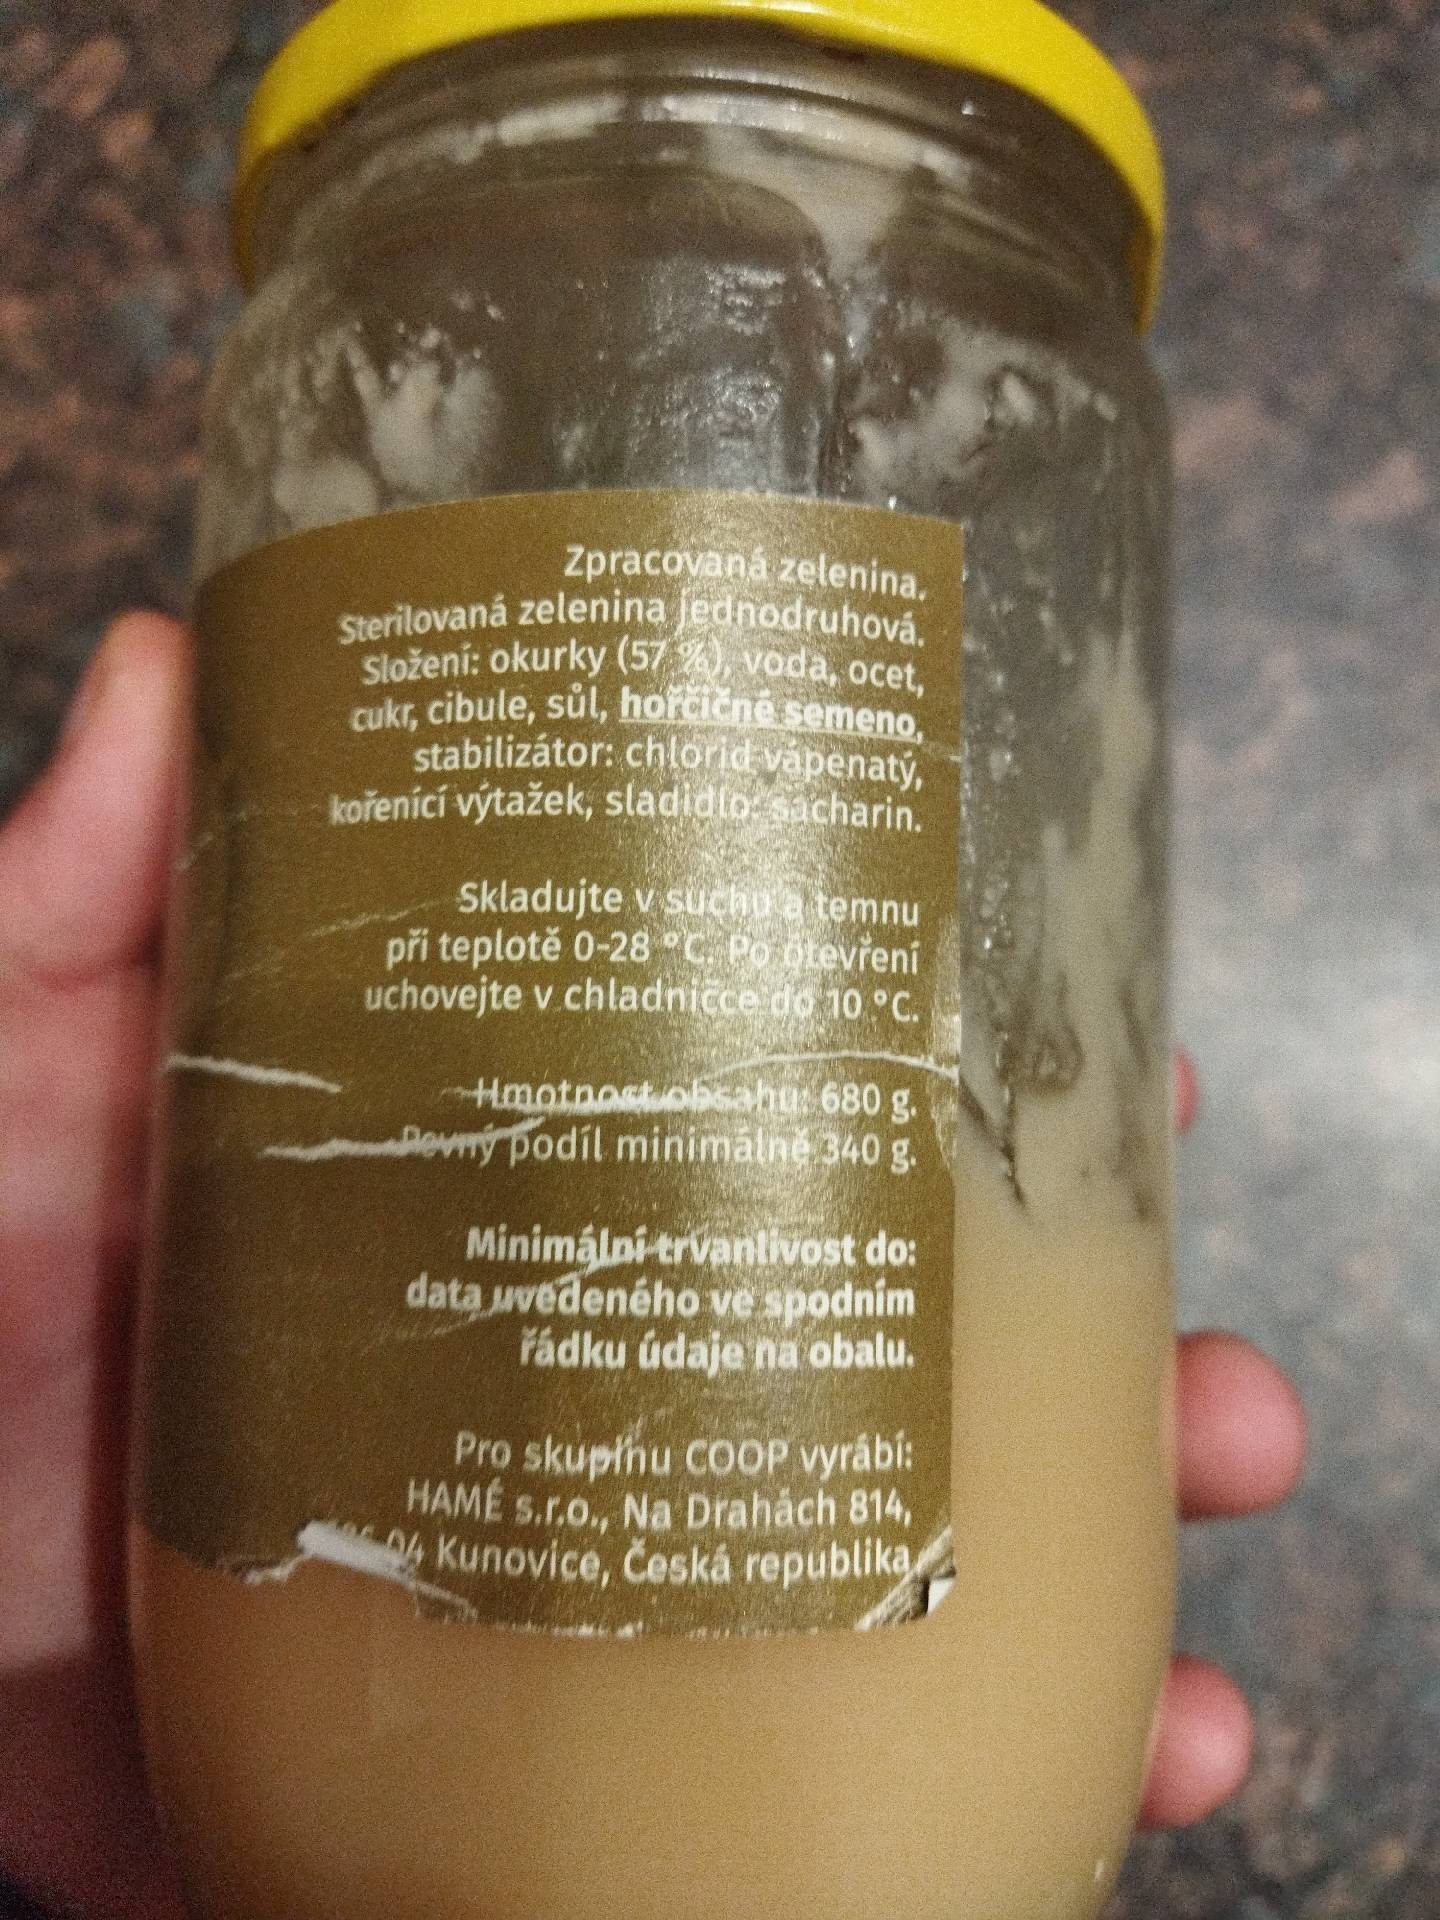 Zpracovaná zelenina.
Sterilovaná zelenina jednodruhová.
Složení: okurky (57 %), voda, ocet,
cukr, cibule, sůl, hořčičné semeno,
stabilizátor: chlorid vápenatý,
kořenící výtažek, sladidlo: sacharin.
Skladujte v suchu a temnu
při teplotě 0-28 °C. Po otevření
uchovejte v chladničce do 10 °C.
Hmotnost obsahu: 680 g.
Pevný podíl minimálně 340 g.
Minimální trvanlivost do:
data uvedeného ve spodním
řádku údaje na obalu.
Pro skupinu COOP vyrábí:
HAMÉ s.r.o., Na Drahách 814,
04 Kunovice, Česká republika